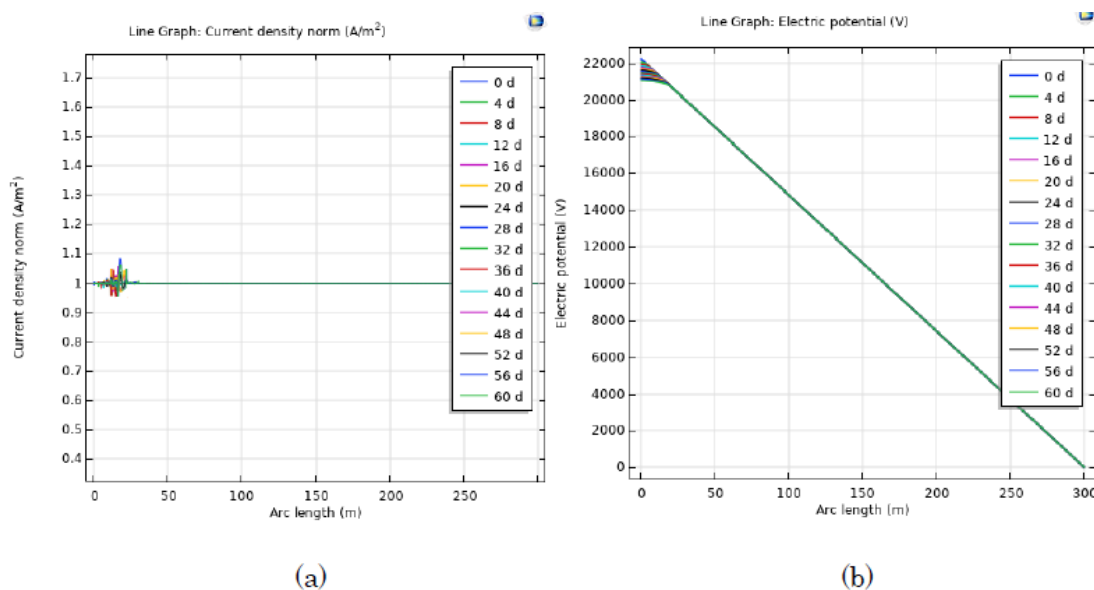 Line Graph: Current density norm (A/m²)
Current density norm (A/m²)
1.7
1.6
1.5
1.4
1.3
1.2
1.1
1
0.9
0.8
0.7
0.6
0.5
0.4
0
50
100
150
200
250
Arc length (m)
0 d
4 d
8 d
12 d
16 d
20 d
24 d
28 d
32 d
36 d
40 d
44 d
48 d
52 d
56 d
60 d
(a)
Line Graph: Electric potential (V)
Electric potential (V)
22000
20000
18000
16000
14000
12000
10000
8000
6000
4000
2000
0
0
50
100
150
200
250
300
Arc length (m)
0 d
4 d
8 d
12 d
16 d
20 d
24 d
28 d
32 d
36 d
40 d
44 d
48 d
52 d
56 d
60 d
(b)